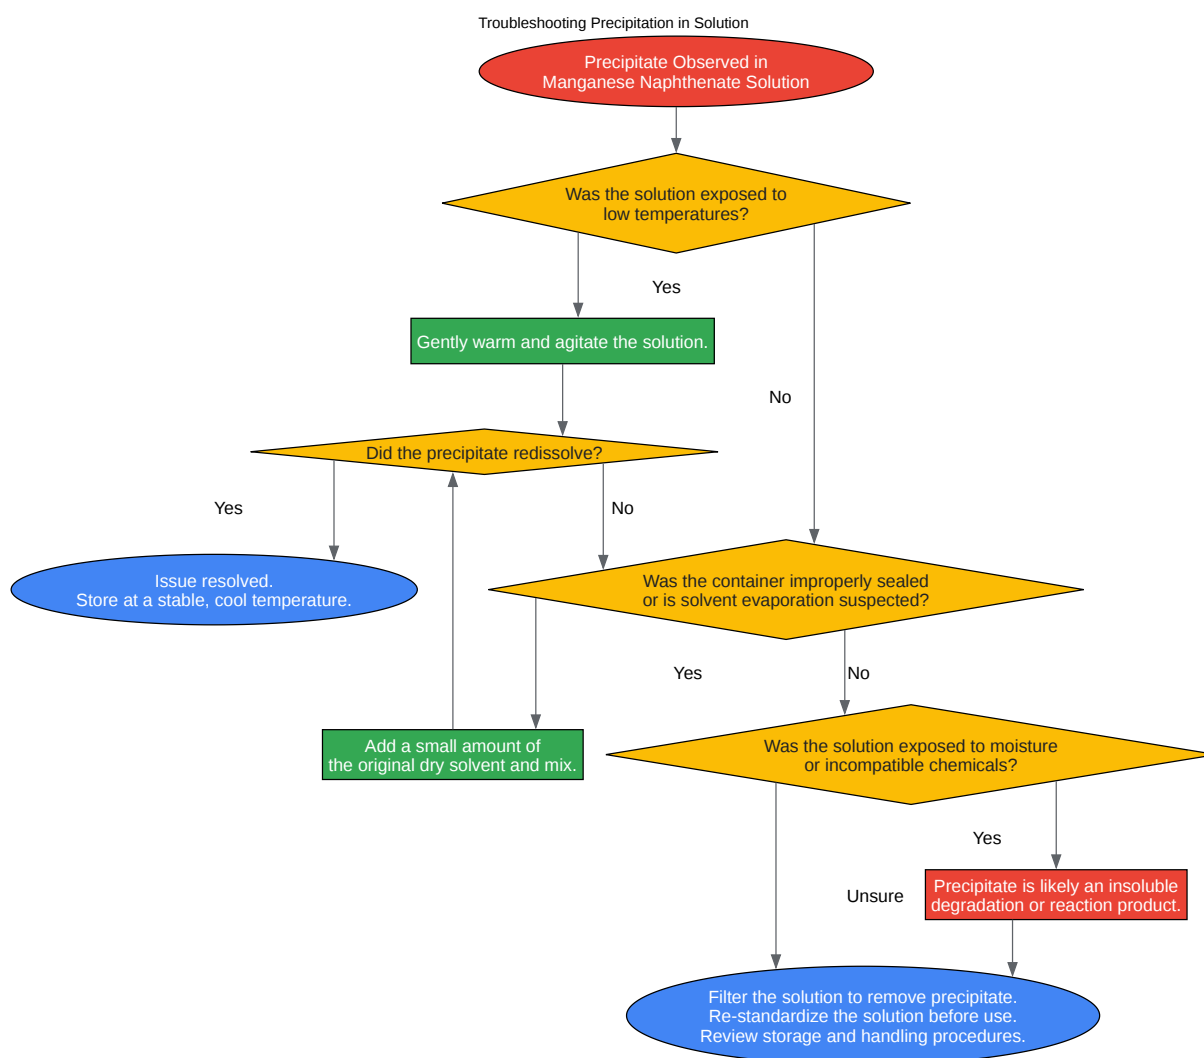 Troubleshooting Precipitation in Solution
Precipitate Observed in
Manganese Naphthenate Solution
Was the solution exposed to
low temperatures?
Yes
Gently warm and agitate the solution.
No
Did the precipitate redissolve?
Yes
No
Issue resolved.
Store at a stable, cool temperature.
Was the container improperly sealed
or is solvent evaporation suspected?
Yes
No
Add a small amount of
the original dry solvent and mix.
Was the solution exposed to moisture
or incompatible chemicals?
Yes
Unsure
Precipitate is likely an insoluble
degradation or reaction product.
Filter the solution to remove precipitate.
Re-standardize the solution before use.
Review storage and handling procedures.